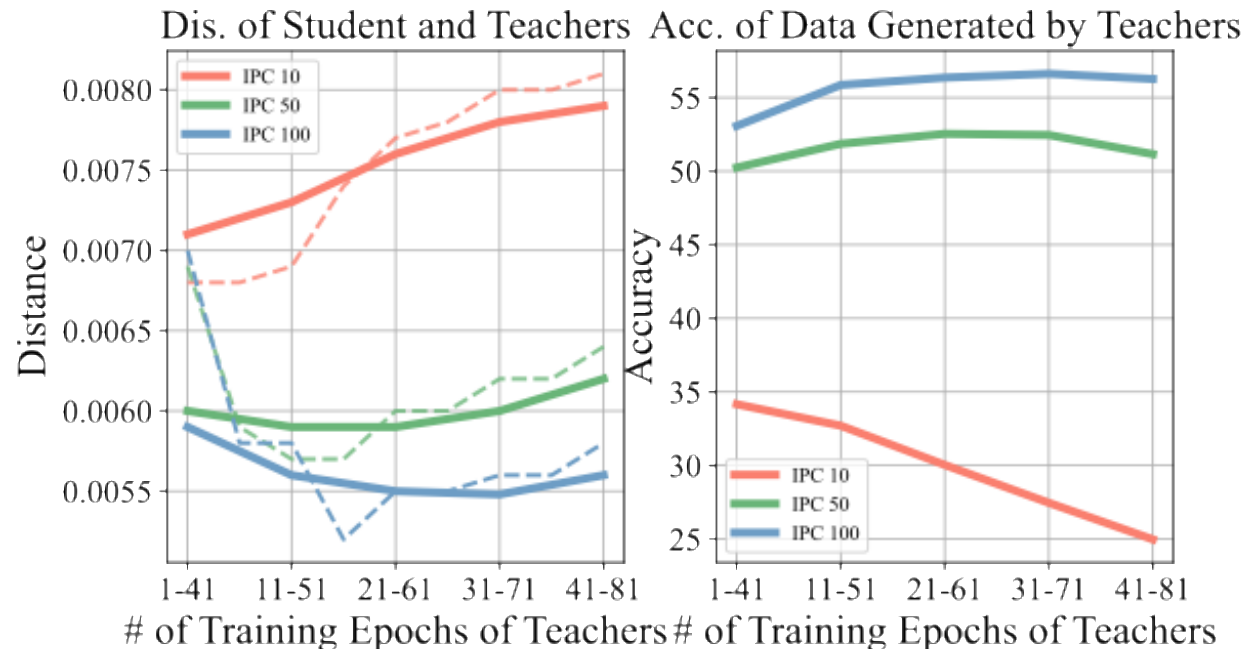 Dis. of Student and Teachers
IPC 10
IPC 50
IPC 100
0.0080
0.0075
0.0070
0.0065
0.0060
0.0055
Distance
1-41 11-51 21-61 31-71 41-81
# of Training Epochs of Teachers
Acc. of Data Generated by Teachers
55
50
45
40
35
30
25
Accuracy
IPC 10
IPC 50
IPC 100
1-41 11-51 21-61 31-71 41-81
# of Training Epochs of Teachers